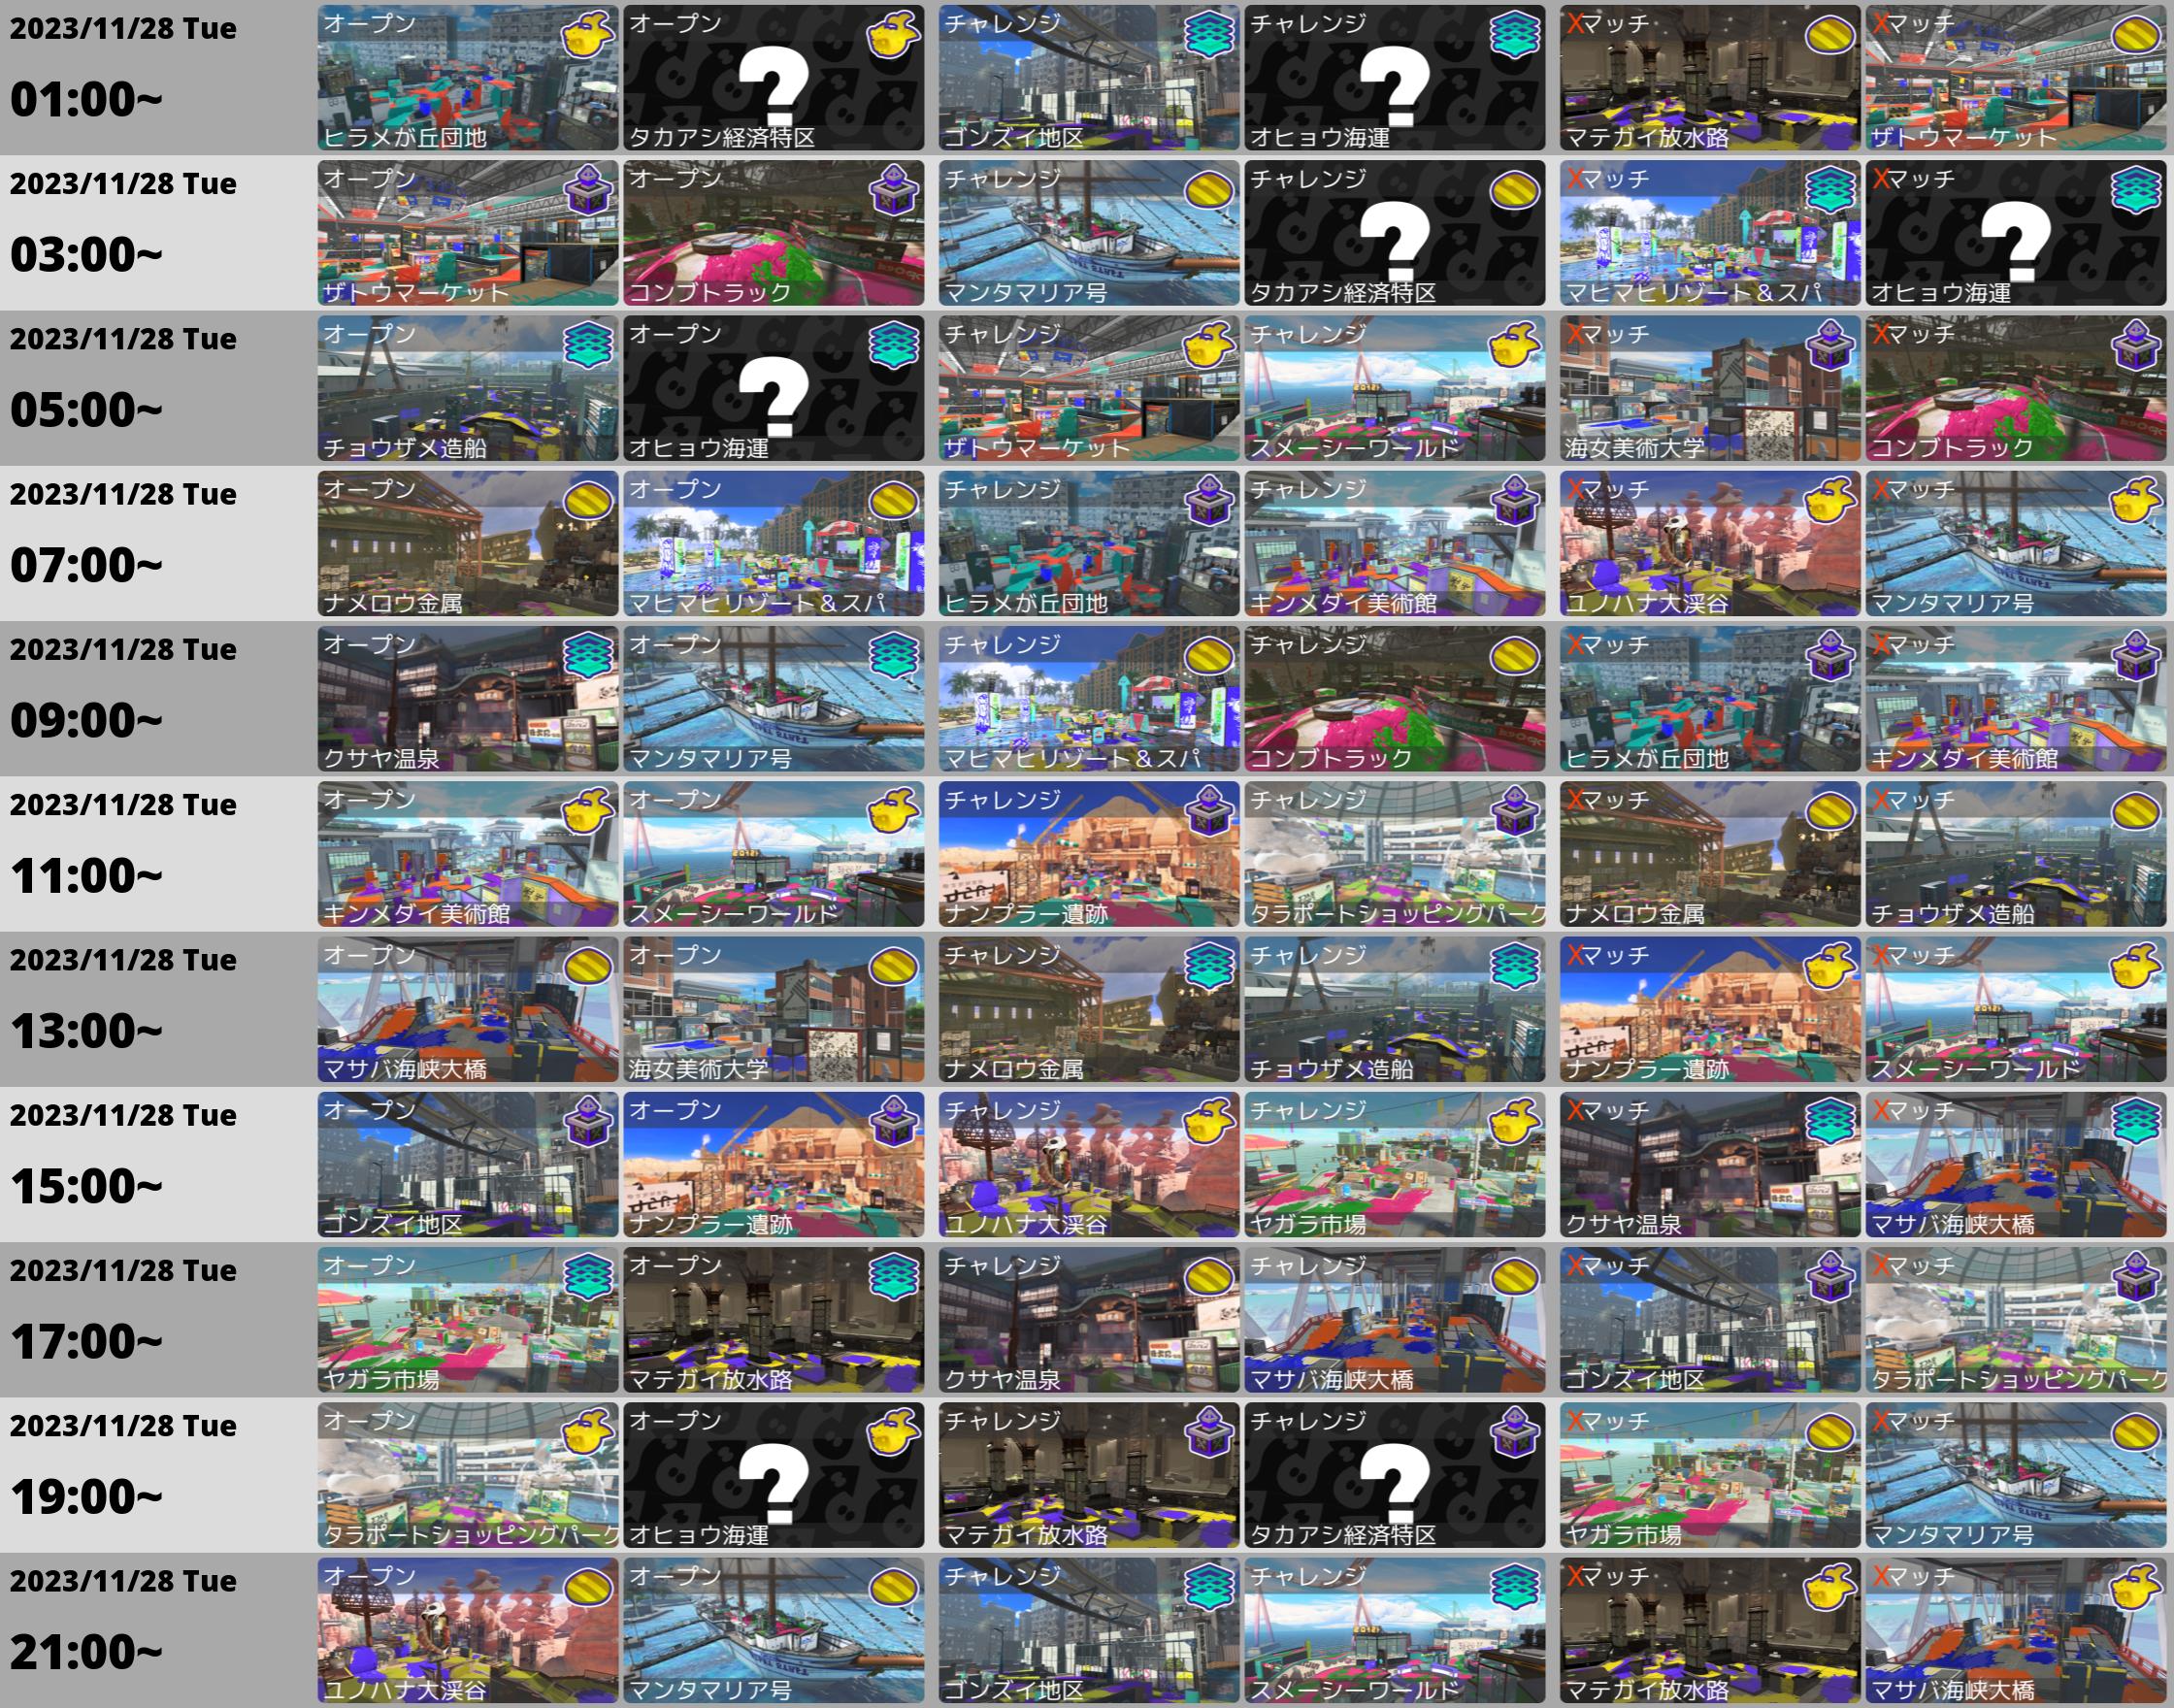 2023/11/28 Tue
01:00~
オープン
ヒラメが丘団地
オープン
タカアシ経済特区
チャレンジ
ゴンズイ地区
チャレンジ
オヒョウ海運
Xマッチ
マテガイ放水路
Xマッチ
ザトウマーケット
2023/11/28 Tue
03:00~
オープン
ザトウマーケット
オープン
コンブトラック
チャレンジ
マンタマリア号
チャレンジ
タカアシ経済特区
Xマッチ
マヒマヒリゾート＆スパ
Xマッチ
オヒョウ海運
2023/11/28 Tue
05:00~
オープン
チョウザメ造船
オープン
オヒョウ海運
チャレンジ
ザトウマーケット
チャレンジ
スメーシーワールド
Xマッチ
海女美術大学
Xマッチ
コンブトラック
2023/11/28 Tue
07:00~
オープン
ナメロウ金属
オープン
マヒマヒリゾート＆スパ
チャレンジ
ヒラメが丘団地
チャレンジ
キンメダイ美術館
Xマッチ
ユノハナ大渓谷
Xマッチ
マンタマリア号
2023/11/28 Tue
09:00~
オープン
クサヤ温泉
オープン
マンタマリア号
チャレンジ
マヒマヒリゾート＆スパ
チャレンジ
コンブトラック
Xマッチ
ヒラメが丘団地
Xマッチ
キンメダイ美術館
2023/11/28 Tue
11:00~
オープン
キンメダイ美術館
オープン
スメーシーワールド
チャレンジ
ナンプラー遺跡
チャレンジ
タラポートショッピングパーク
Xマッチ
ナメロウ金属
Xマッチ
チョウザメ造船
2023/11/28 Tue
13:00~
オープン
マサバ海峡大橋
オープン
海女美術大学
チャレンジ
ナメロウ金属
チャレンジ
チョウザメ造船
Xマッチ
ナンプラー遺跡
Xマッチ
スメーシーワールド
2023/11/28 Tue
15:00~
オープン
ゴンズイ地区
オープン
ナンプラー遺跡
チャレンジ
ユノハナ大渓谷
チャレンジ
ヤガラ市場
Xマッチ
クサヤ温泉
Xマッチ
マサバ海峡大橋
2023/11/28 Tue
17:00~
オープン
ヤガラ市場
オープン
マテガイ放水路
チャレンジ
クサヤ温泉
チャレンジ
マサバ海峡大橋
Xマッチ
ゴンズイ地区
Xマッチ
タラポートショッピングパーク
2023/11/28 Tue
19:00~
オープン
タラポートショッピングパーク
オープン
オヒョウ海運
チャレンジ
マテガイ放水路
チャレンジ
タカアシ経済特区
Xマッチ
ヤガラ市場
Xマッチ
マンタマリア号
2023/11/28 Tue
21:00~
オープン
ユノハナ大渓谷
オープン
マンタマリア号
チャレンジ
ゴンズイ地区
チャレンジ
スメーシーワールド
Xマッチ
マテガイ放水路
Xマッチ
マサバ海峡大橋